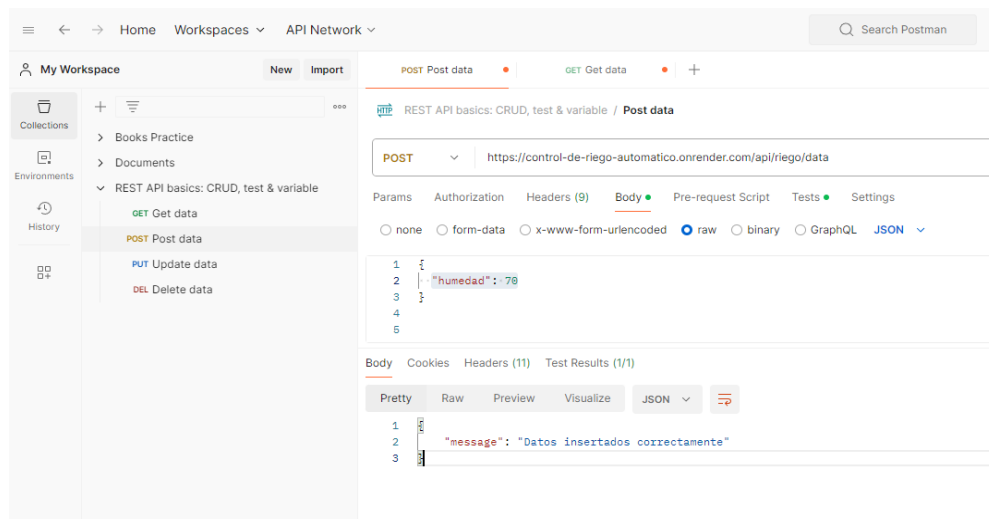 Home Workspaces API Network Search Postman
My Workspace New Import
POST Post data GET Get data
Collections
Environments
History
Books Practice
Documents
REST API basics: CRUD, test & variable
GET Get data
POST Post data
PUT Update data
DEL Delete data
HTTP REST API basics: CRUD, test & variable / Post data
POST https://control-de-riego-automatico.onrender.com/api/riego/data
Params Authorization Headers (9) Body Pre-request Script Tests Settings
none form-data x-www-form-urlencoded raw binary GraphQL JSON
1 {
2 "humedad": 70
3 }
4
5
Body Cookies Headers (11) Test Results (1/1)
Pretty Raw Preview Visualize JSON
1 {
2 "message": "Datos insertados correctamente"
3 }